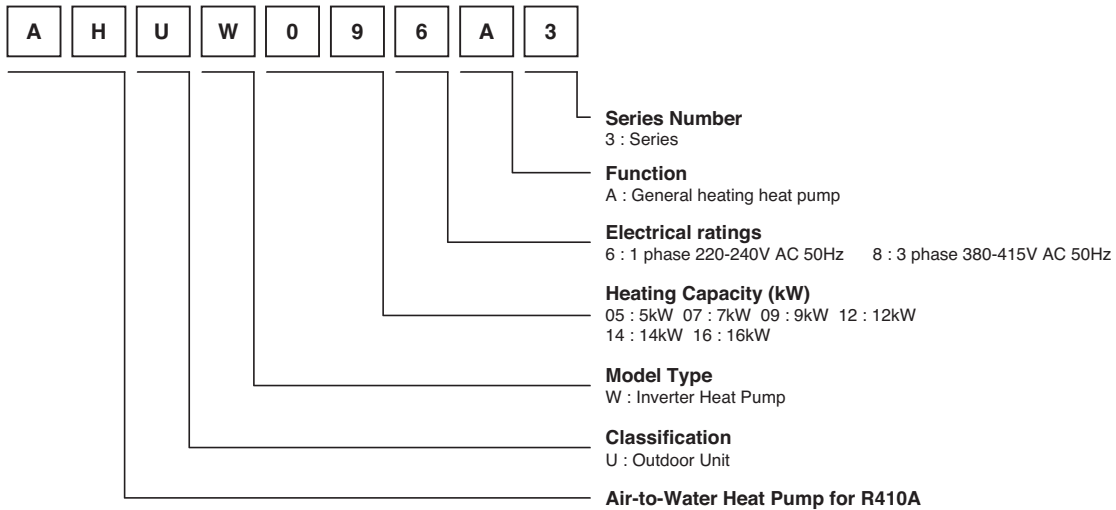 A H U W 0 9 6 A 3
Series Number
3 : Series
Function
A : General heating heat pump
Electrical ratings
6 : 1 phase 220-240V AC 50Hz 8 : 3 phase 380-415V AC 50Hz
Heating Capacity (kW)
05 : 5kW 07 : 7kW 09 : 9kW 12 : 12kW
14 : 14kW 16 : 16kW
Model Type
W : Inverter Heat Pump
Classification
U : Outdoor Unit
Air-to-Water Heat Pump for R410A